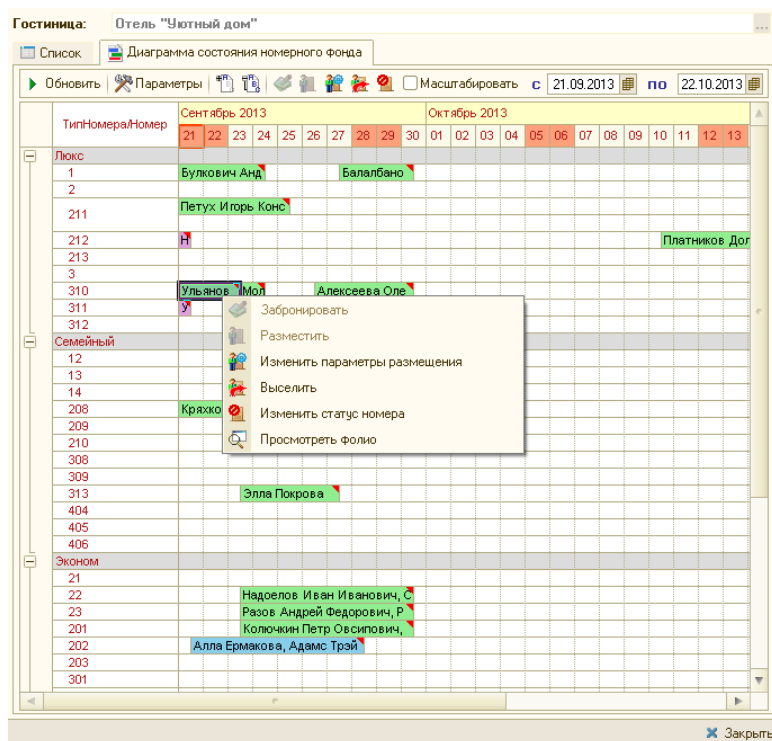 Гостиница: Отель "Уютный дом" ...
Список Диаграмма состояния номерного фонда
Обновить Параметры Масштабировать с 21.09.2013 по 22.10.2013
ТипНомера/Номер Сентябрь 2013 Октябрь 2013
21 22 23 24 25 26 27 28 29 30 01 02 03 04 05 06 07 08 09 10 11 12 13
Люкс
1 Булкович Анд Балалбано
2
211 Петух Игорь Конс
212 Н Платников Дол
213
3
310 Ульянов Мол Алексеева Оле
311 У
312
Забронировать
Разместить
Изменить параметры размещения
Выселить
Изменить статус номера
Просмотреть фолио
Семейный
12
13
14
208 Кряхко
209
210
308
309
313 Элла Покрова
404
405
406
Эконом
21
22 Надоелов Иван Иванович, С
23 Разов Андрей Федорович, Р
201 Колючкин Петр Овсипович,
202 Алла Ермакова, Адамс Трэй
203
301
Закрыть